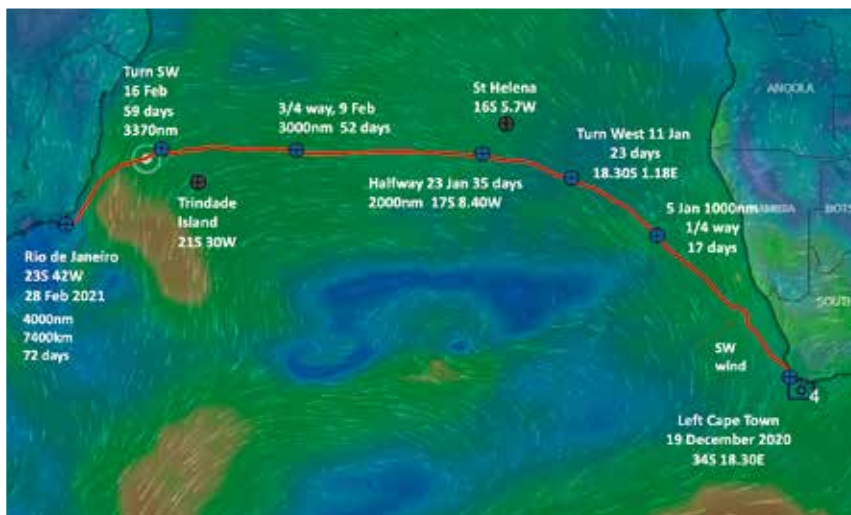 Turn SW
16 Feb
59 days
3370nm
3/4 way, 9 Feb
3000nm 52 days
St Helena
16S 5.7W
ANGOLA
Turn West 11 Jan
23 days
18.30S 1.18E
Halfway 23 Jan 35 days
2000nm 17S 8.40W
Trindade
Island
21S 30W
5 Jan 1000nm
1/4 way
17 days
BOTS
Rio de Janeiro
23S 42W
28 Feb 2021
4000nm
7400km
72 days
SOUTH
SW
wind
4
Left Cape Town
19 December 2020
34S 18.30E